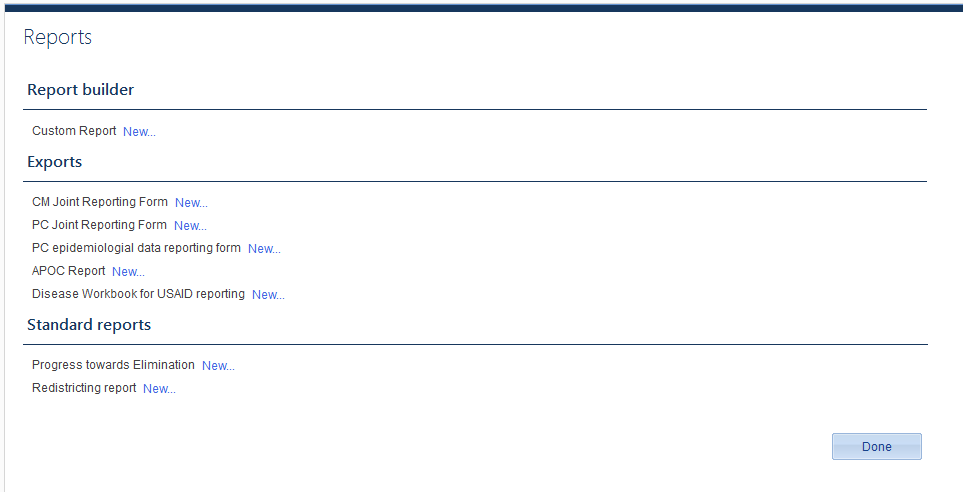 Reports
Report builder
Custom Report New...
Exports
CM Joint Reporting Form New...
PC Joint Reporting Form New...
PC epidemiologial data reporting form New...
APOC Report New...
Disease Workbook for USAID reporting New...
Standard reports
Progress towards Elimination New...
Redistricting report New...
Done